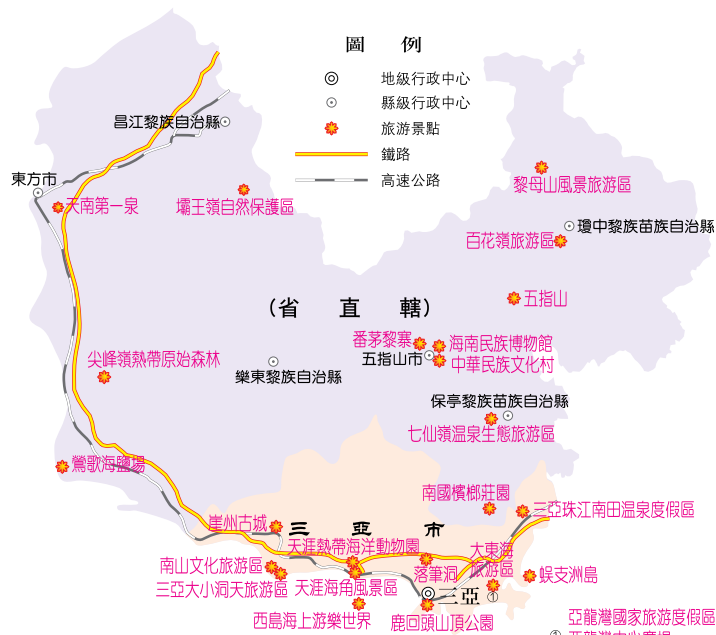 圖 例
地級行政中心
縣級行政中心
旅游景點
鐵路
高速公路
昌江黎族自治縣
東方市
天南第一泉
壩王嶺自然保護區
黎母山風景旅游區
瓊中黎族苗族自治縣
百花嶺旅游區
五指山
(省 直 轄)
番茅黎寨
海南民族博物館
五指山市
中華民族文化村
尖峰嶺熱帶原始森林
樂東黎族自治縣
保亭黎族苗族自治縣
七仙嶺溫泉生態旅游區
鶯歌海鹽場
南國檳榔莊園
三亞珠江南田溫泉度假區
崖州古城
三 亞 市
天涯熱帶海洋動物園
大東海
旅游區
南山文化旅游區
落筆洞
蜈支洲島
三亞大小洞天旅游區
天涯海角風景區
三亞
①
西島海上游樂世界
鹿回頭山頂公園
亞龍灣國家旅游度假區
①